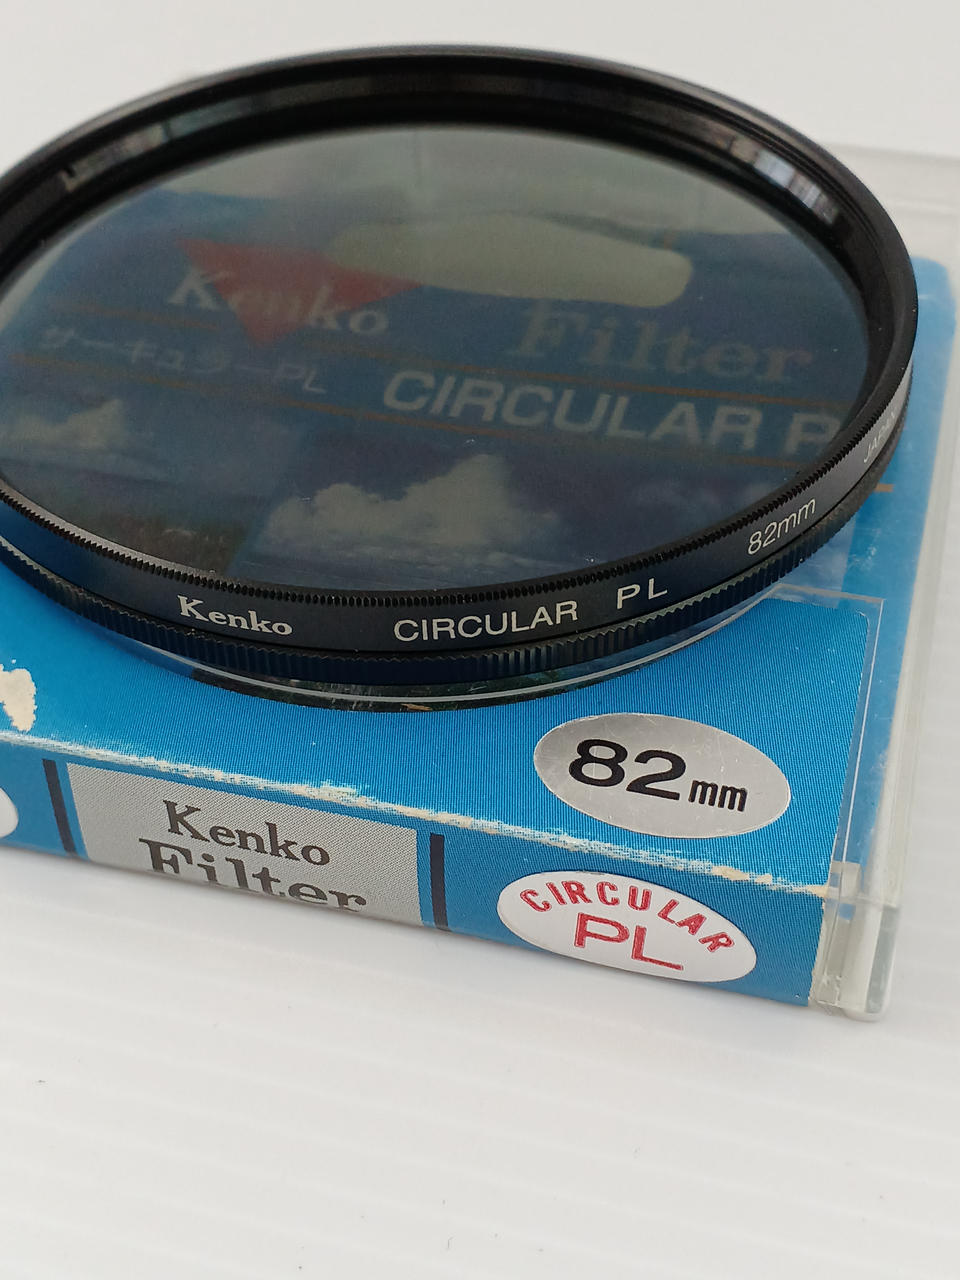 Kenko
Filter
サーキュラーPL
CIRCULAR P
Kenko CIRCULAR PL 82mm JAPAN
82mm
Kenko
Filter
CIRCULAR
PL